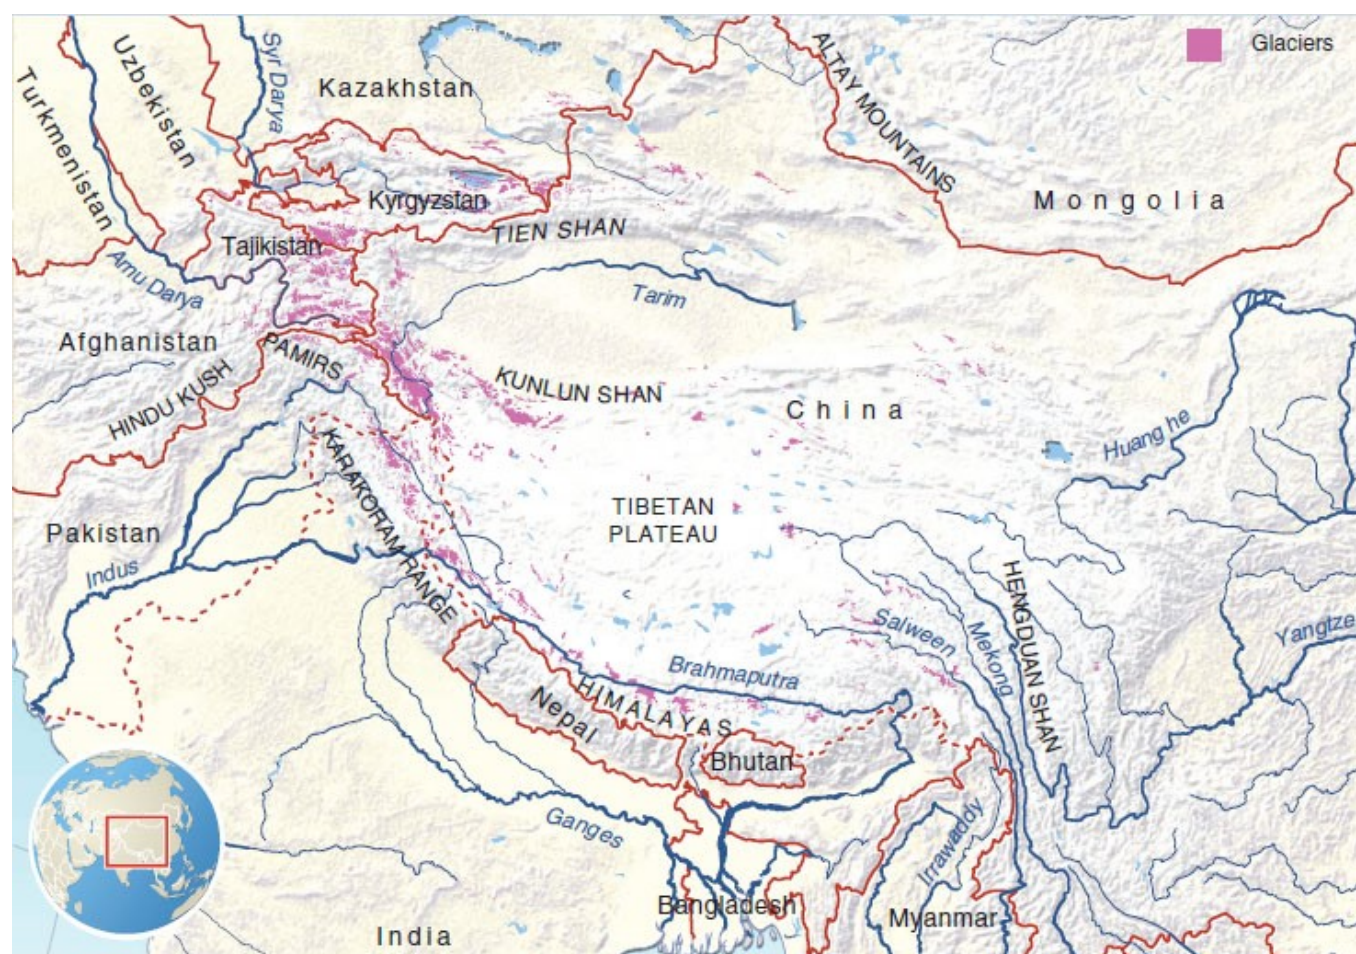 Glaciers
Kazakhstan
Uzbekistan
Turkmenistan
Syr Darya
ALTAY MOUNTAINS
Mongolia
Kyrgyzstan
TIEN SHAN
Tajikistan
Amu Darya
Tarim
Afghanistan
PAMIRS
HINDU KUSH
KUNLUN SHAN
China
Huang he
KARAKORAM RANGE
TIBETAN
PLATEAU
Pakistan
Indus
HENGDUAN SHAN
Salween
Mekong
Yangtze
Brahmaputra
HIMALAYAS
Nepal
Bhutan
Ganges
Irrawaddy
Bangladesh
Myanmar
India